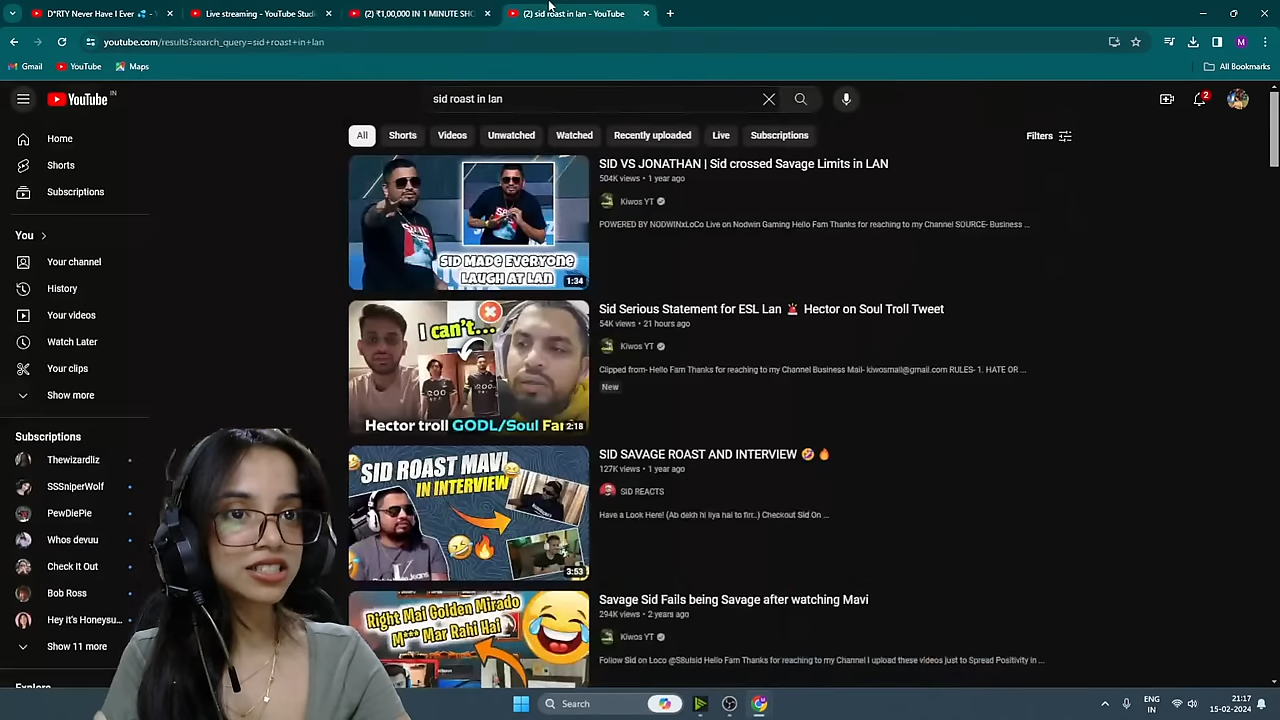 D*RTY Never Have I Ever
Live streaming - YouTube Studi
(2) ₹1,00,000 IN 1 MINUTE SH
(2) sid roast in lan - YouTube
youtube.com/results?search_query=sid+roast+in+lan
M
Gmail
YouTube
Maps
All Bookmarks
YouTube IN
sid roast in lan
2
All
Shorts
Videos
Unwatched
Watched
Recently uploaded
Live
Subscriptions
Filters
Home
Shorts
Subscriptions
You
Your channel
History
Your videos
Watch Later
Your clips
Show more
Subscriptions
Thewizardliz
SSSniperWolf
PewDiePie
Whos devuu
Check It Out
Bob Ross
Hey it's Honeysu...
Show 11 more
SID MADE EVERYONE
LAUGH AT LAN
1:34
SID VS JONATHAN | Sid crossed Savage Limits in LAN
504K views • 1 year ago
Kiwos YT
POWERED BY NODWINxLoCo Live on Nodwin Gaming Hello Fam Thanks for reaching to my Channel SOURCE- Business ...
I can't...
Hector troll GODL/Soul Fan
2:18
Sid Serious Statement for ESL Lan 🚨 Hector on Soul Troll Tweet
54K views • 21 hours ago
Kiwos YT
Clipped from- Hello Fam Thanks for reaching to my Channel Business Mail- kiwosmail@gmail.com RULES- 1. HATE OR ...
New
SID ROAST MAVI
IN INTERVIEW
3:53
SID SAVAGE ROAST AND INTERVIEW 🤣 🔥
127K views • 1 year ago
SID REACTS
Have a Look Here! (Ab dekh hi liya hai to firr..) Checkout Sid On ...
Right Mai Golden Mirado
M*** Mar Rahi Hai
Savage Sid Fails being Savage after watching Mavi
294K views • 2 years ago
Kiwos YT
Follow Sid on Loco @S8ulsid Hello Fam Thanks for reaching to my Channel I upload these videos just to Spread Positivity in ...
Search
ENG
IN
21:17
15-02-2024